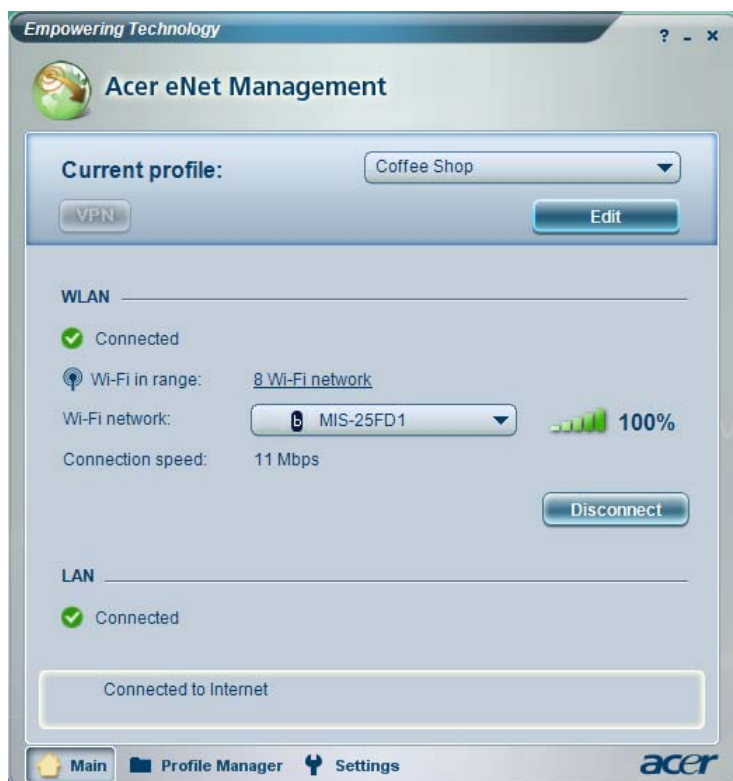 Empowering Technology
? - x
Acer eNet Management
Current profile: Coffee Shop
VPN Edit
WLAN
Connected
Wi-Fi in range: 8 Wi-Fi network
Wi-Fi network: b MIS-25FD1 100%
Connection speed: 11 Mbps
Disconnect
LAN
Connected
Connected to Internet
Main Profile Manager Settings acer